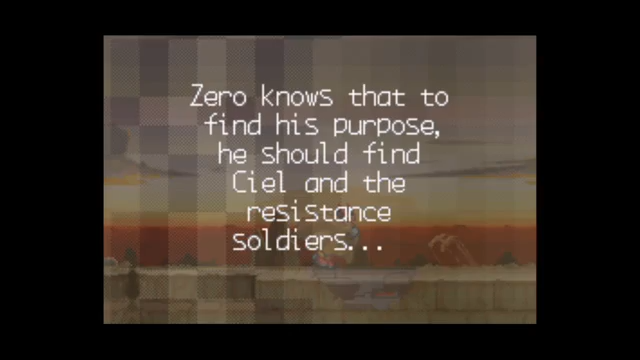 Zero knows that to
find his purpose,
he should find
Ciel and the
resistance
soldiers...